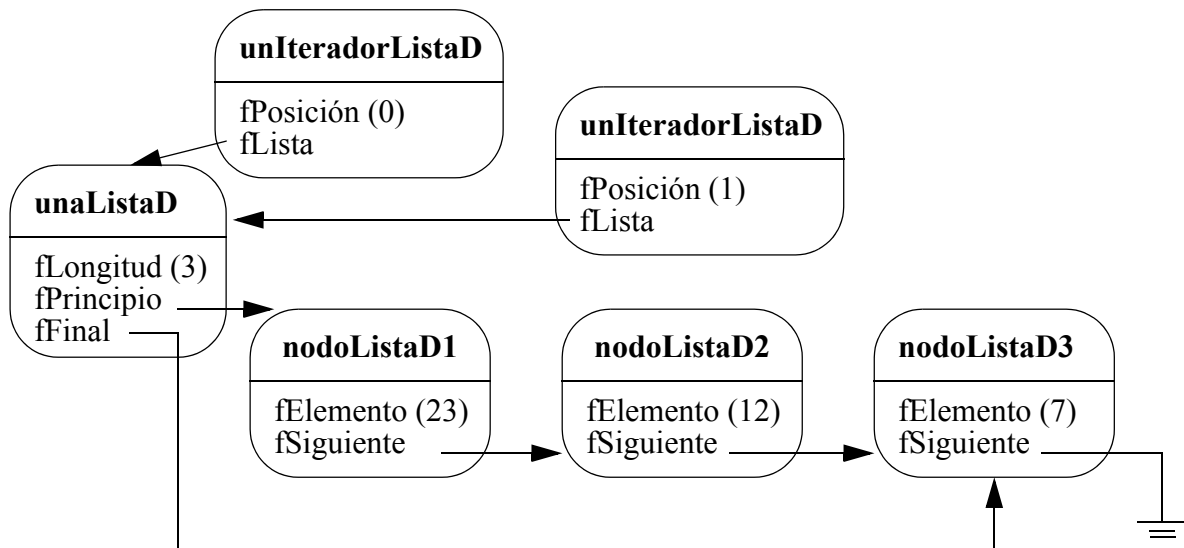 unIteradorListaD
fPosición (0)
fLista
unIteradorListaD
fPosición (1)
fLista
unaListaD
fLongitud (3)
fPrincipio
fFinal
nodoListaD1
fElemento (23)
fSiguiente
nodoListaD2
fElemento (12)
fSiguiente
nodoListaD3
fElemento (7)
fSiguiente